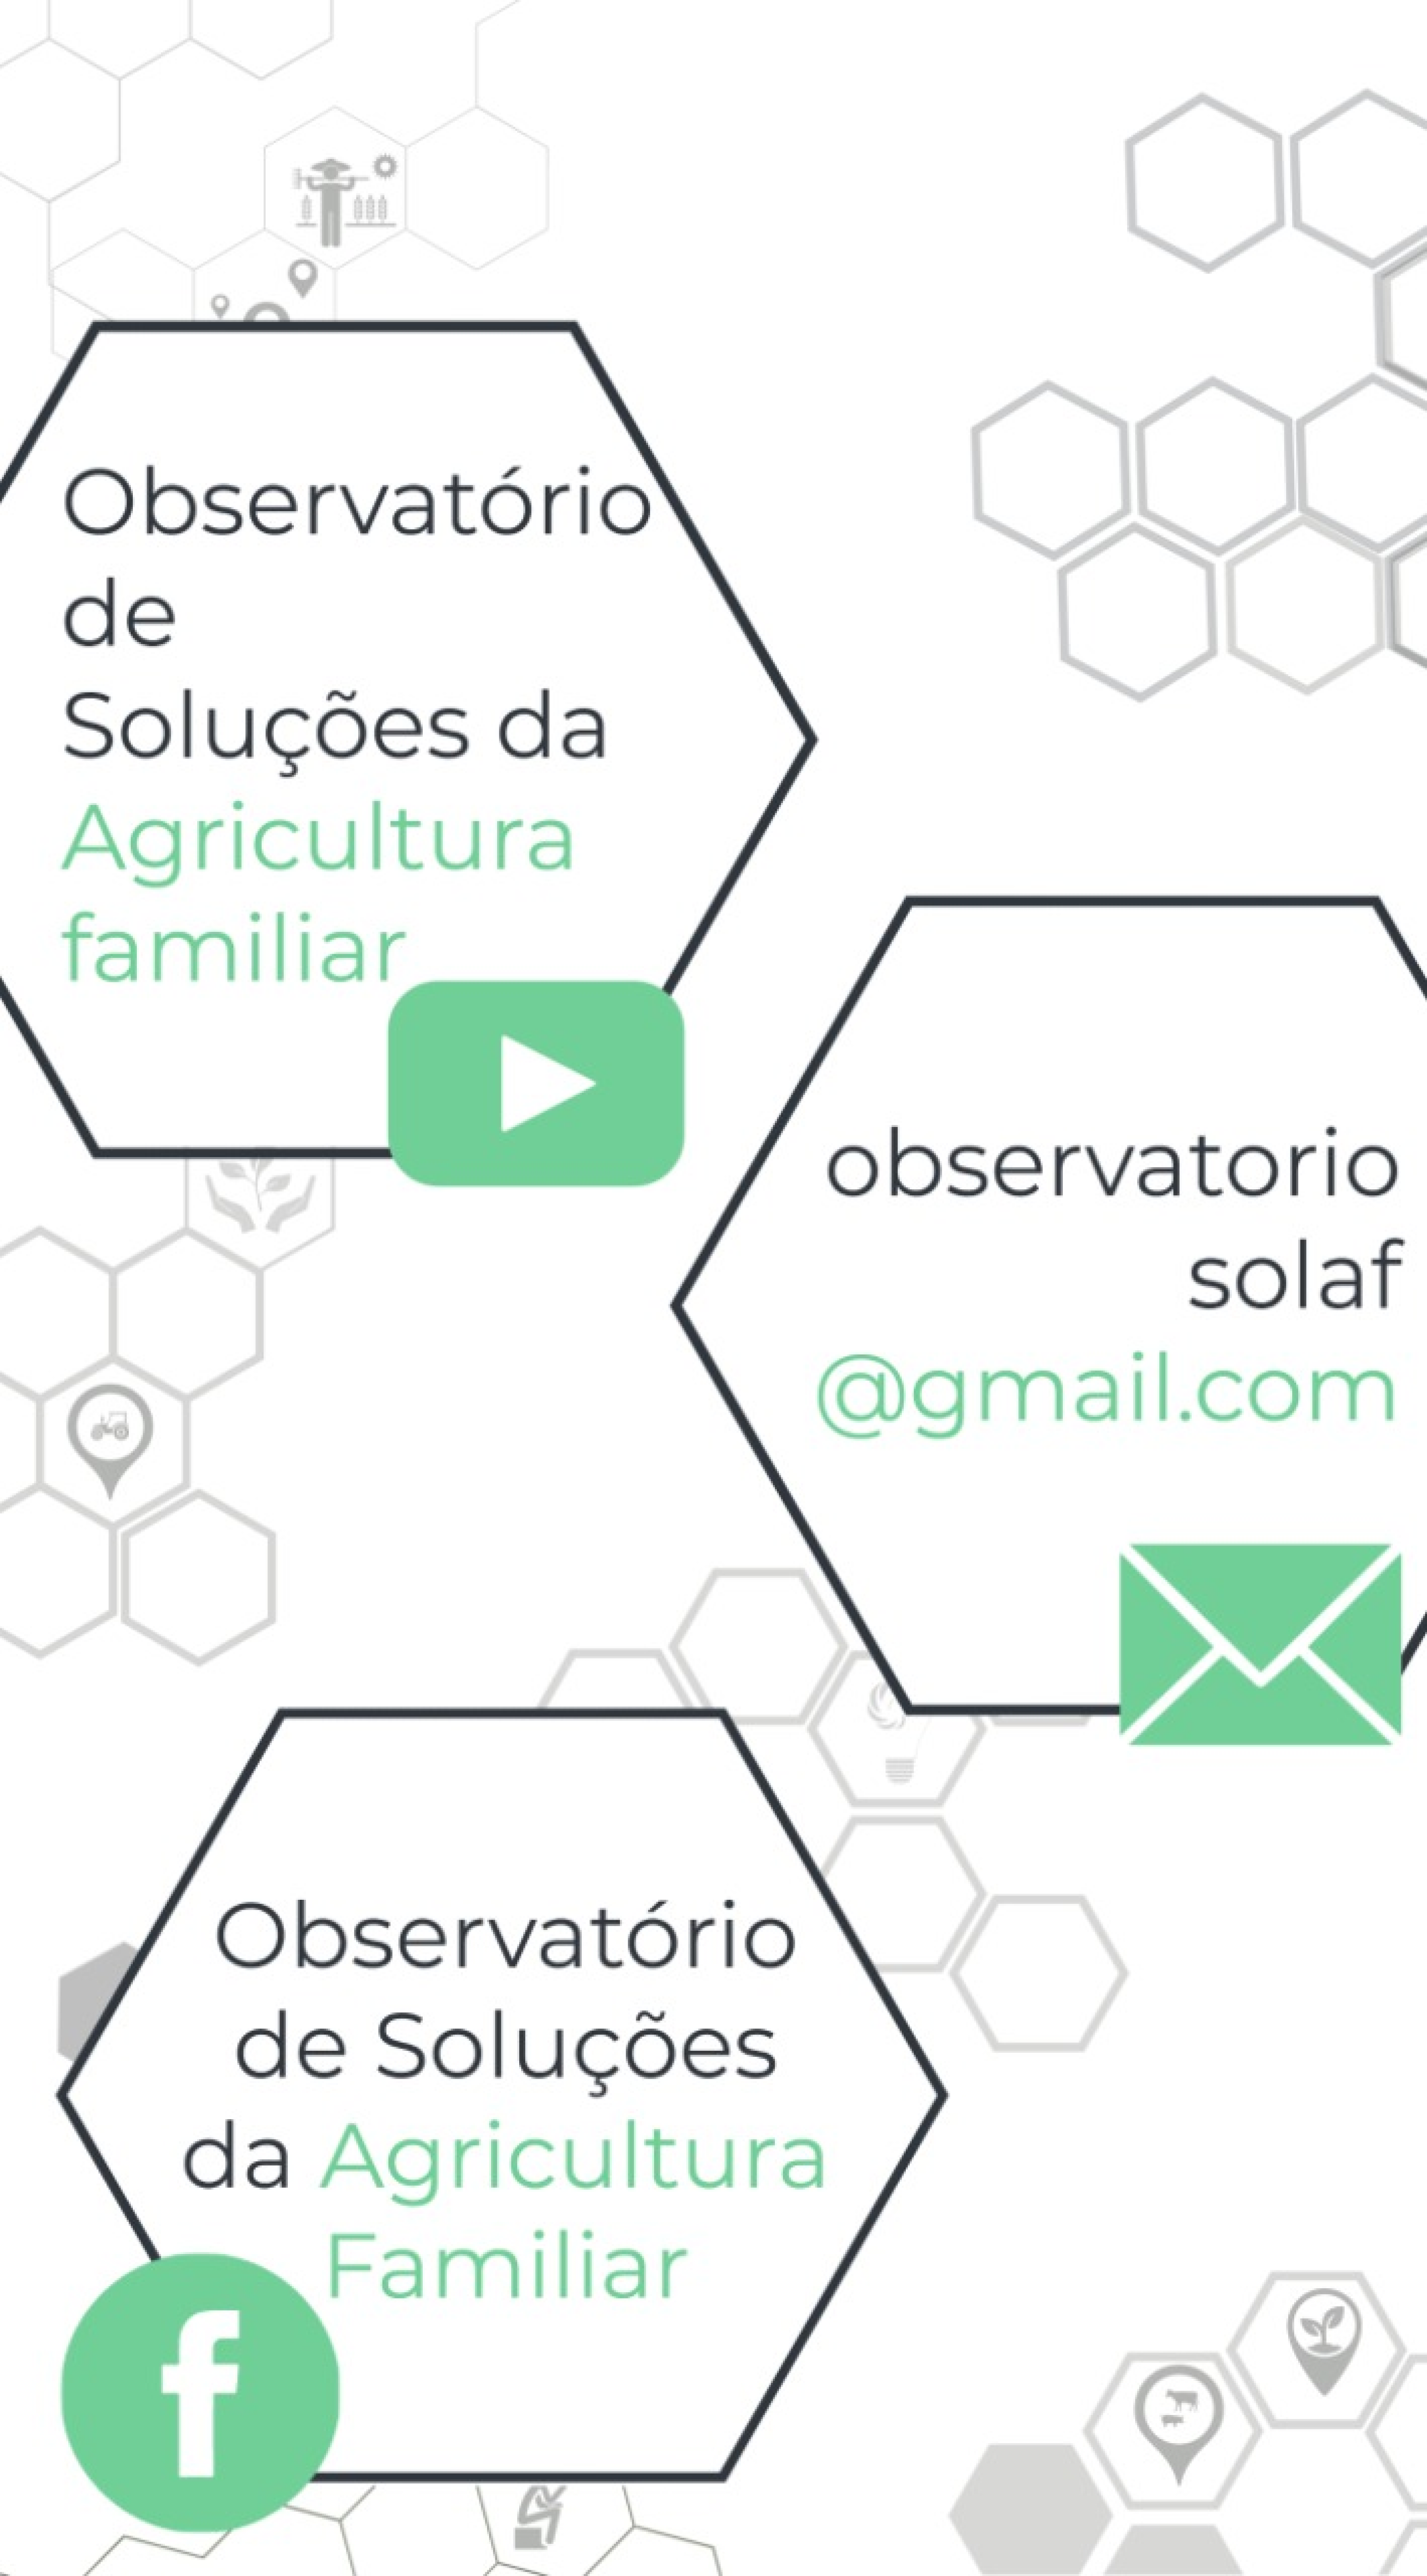 Observatório
de
Soluções da
Agricultura
familiar
observatorio
solaf
@gmail.com
Observatório
de Soluções
da Agricultura
Familiar
f